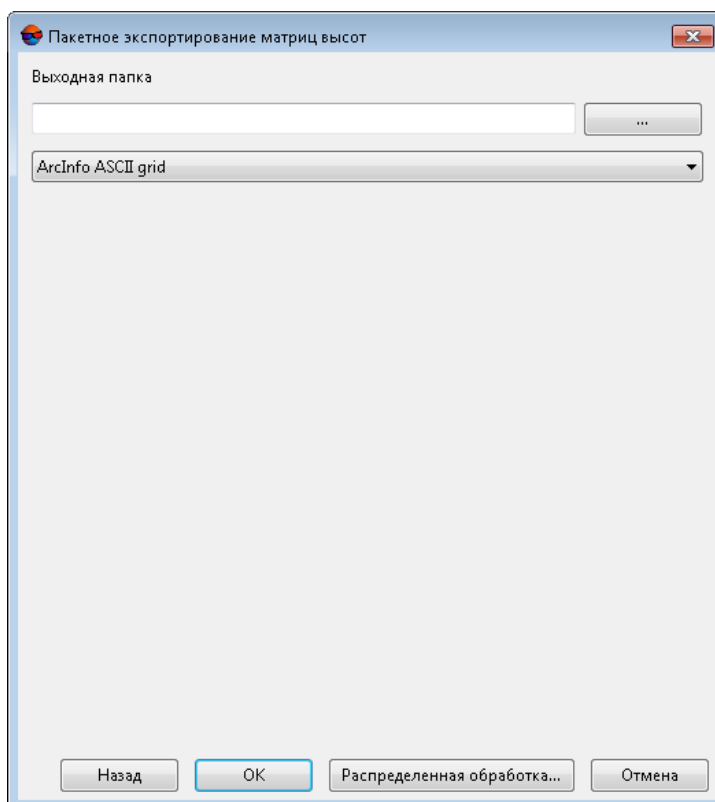 Пакетное экспортирование матриц высот
Выходная папка
...
ArcInfo ASCII grid
Назад OK Распределенная обработка... Отмена